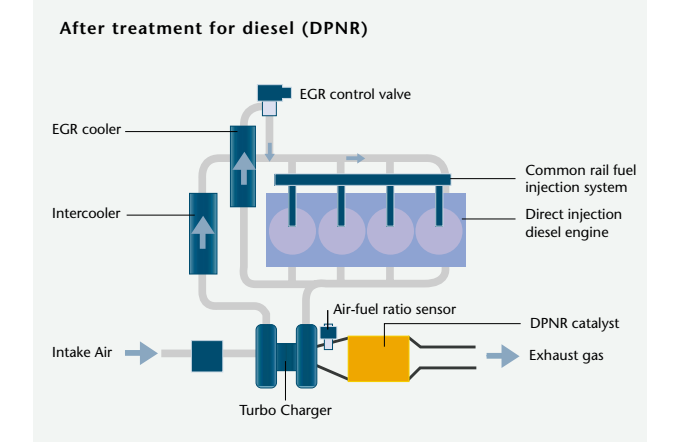 After treatment for diesel (DPNR)
EGR control valve
EGR cooler
Common rail fuel
injection system
Intercooler
Direct injection
diesel engine
Air-fuel ratio sensor
DPNR catalyst
Intake Air
Exhaust gas
Turbo Charger